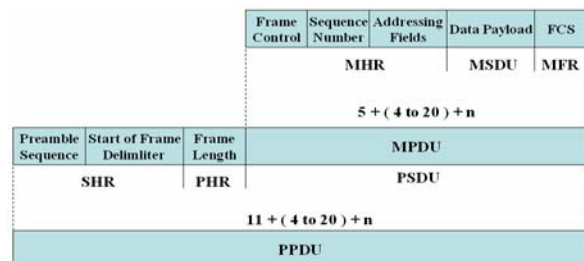 Frame Control Sequence Number Addressing Fields Data Payload FCS
MHR MSDU MFR
5 + ( 4 to 20 ) + n
Preamble Sequence Start of Frame Delimliter Frame Length MPDU
SHR PHR PSDU
11 + ( 4 to 20 ) + n
PPDU